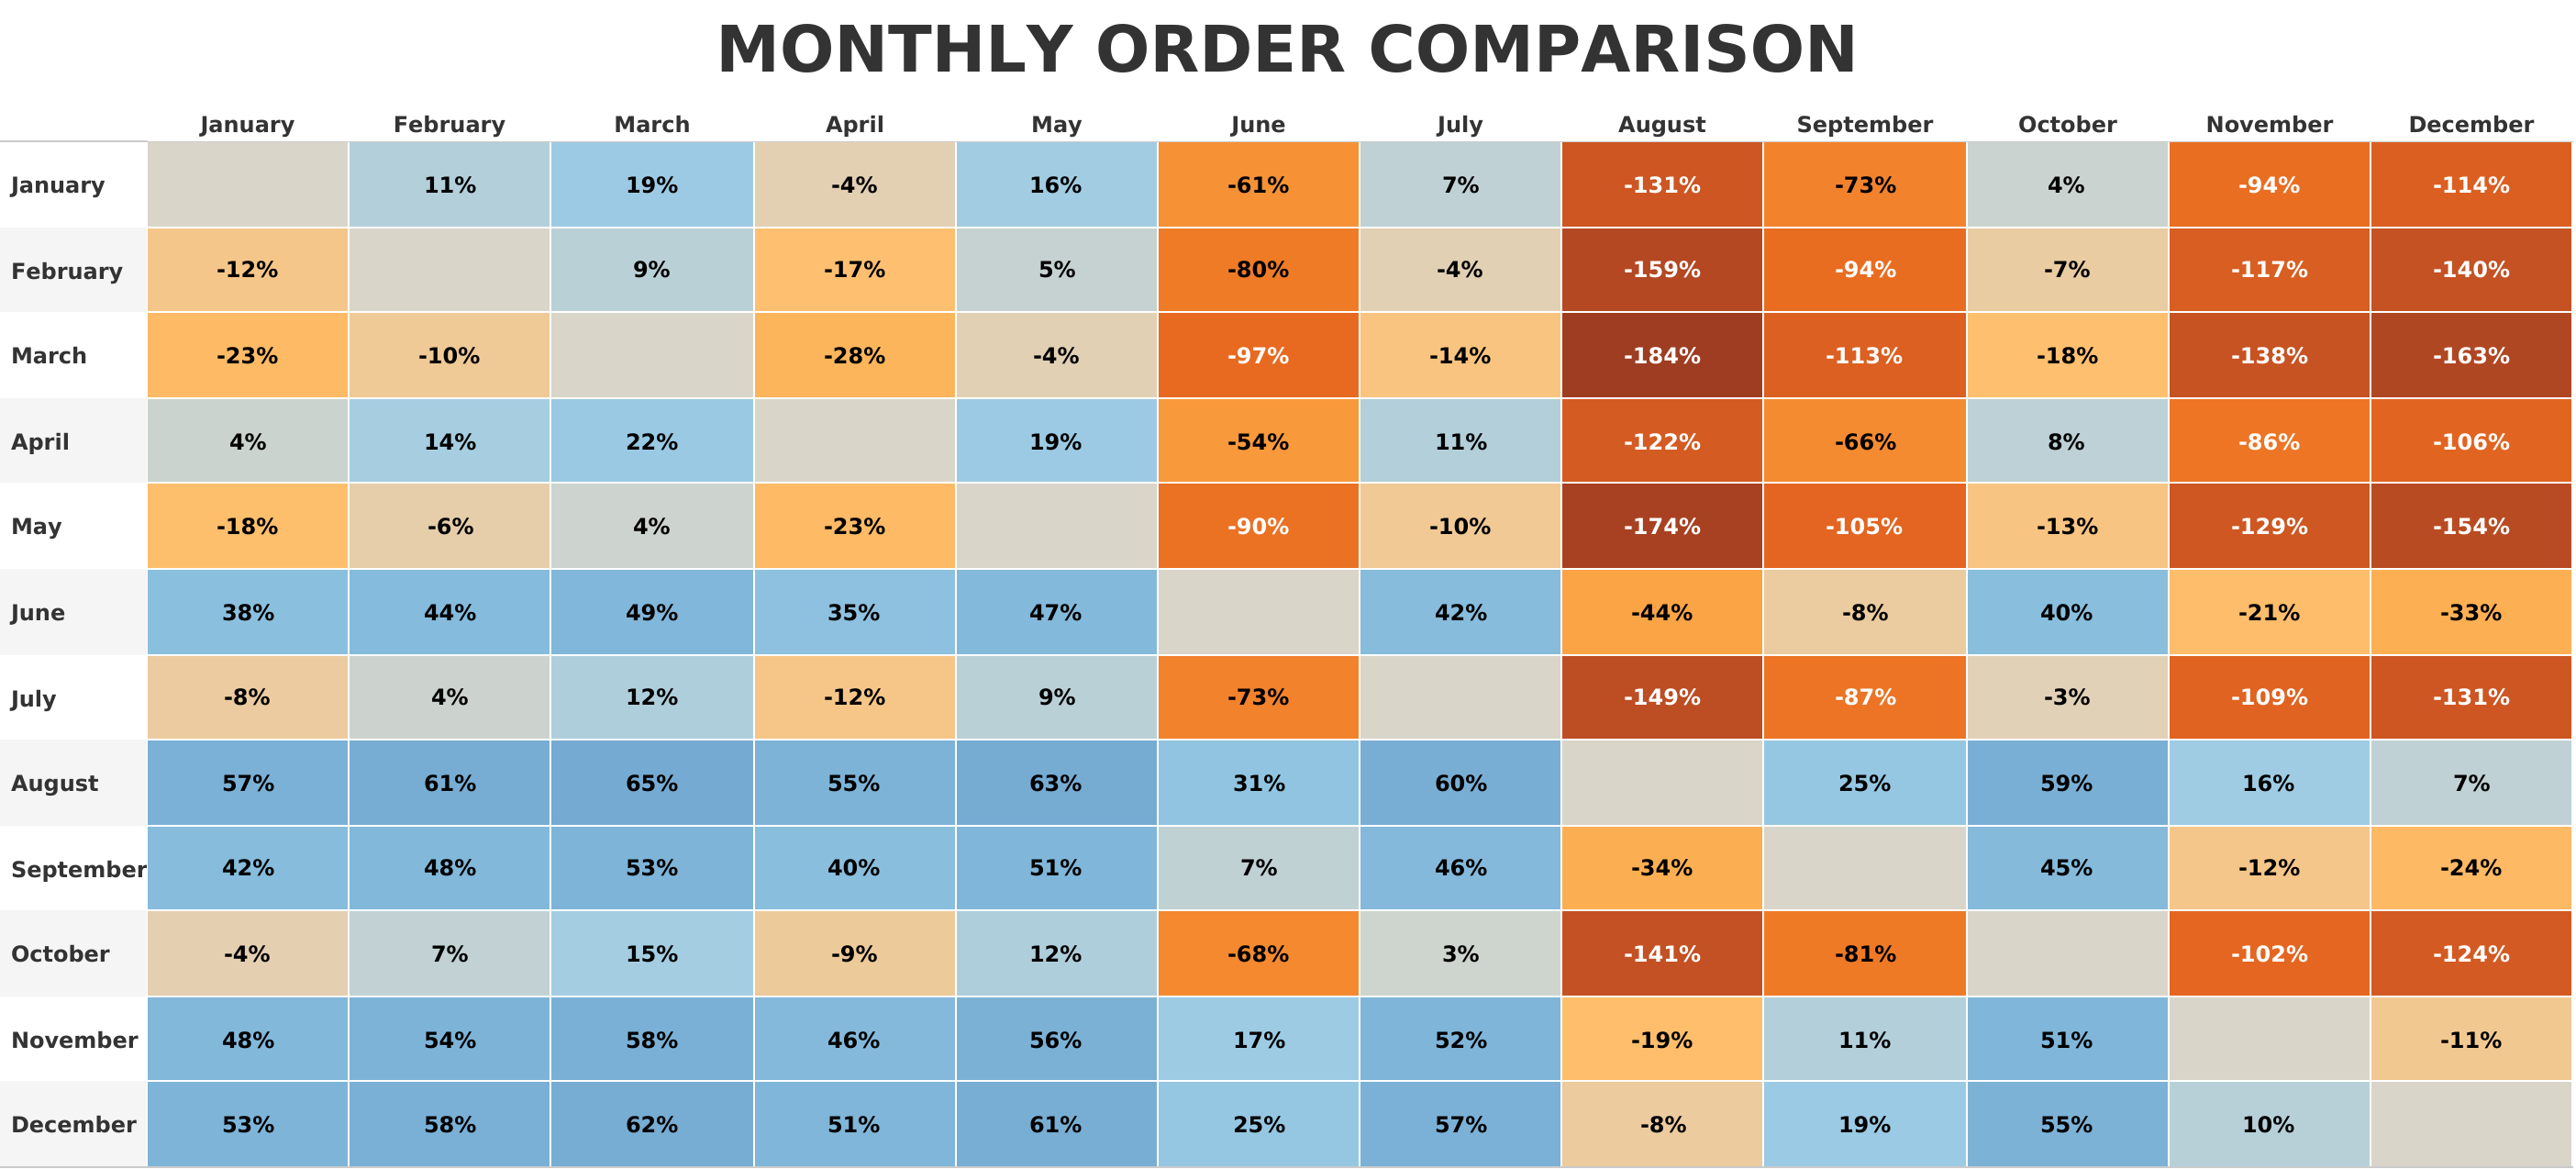 MONTHLY ORDER COMPARISON
January February March April May June July August September October November December
January 11% 19% -4% 16% -61% 7% -131% -73% 4% -94% -114%
February -12% 9% -17% 5% -80% -4% -159% -94% -7% -117% -140%
March -23% -10% -28% -4% -97% -14% -184% -113% -18% -138% -163%
April 4% 14% 22% 19% -54% 11% -122% -66% 8% -86% -106%
May -18% -6% 4% -23% -90% -10% -174% -105% -13% -129% -154%
June 38% 44% 49% 35% 47% 42% -44% -8% 40% -21% -33%
July -8% 4% 12% -12% 9% -73% -149% -87% -3% -109% -131%
August 57% 61% 65% 55% 63% 31% 60% 25% 59% 16% 7%
September 42% 48% 53% 40% 51% 7% 46% -34% 45% -12% -24%
October -4% 7% 15% -9% 12% -68% 3% -141% -81% -102% -124%
November 48% 54% 58% 46% 56% 17% 52% -19% 11% 51% -11%
December 53% 58% 62% 51% 61% 25% 57% -8% 19% 55% 10%